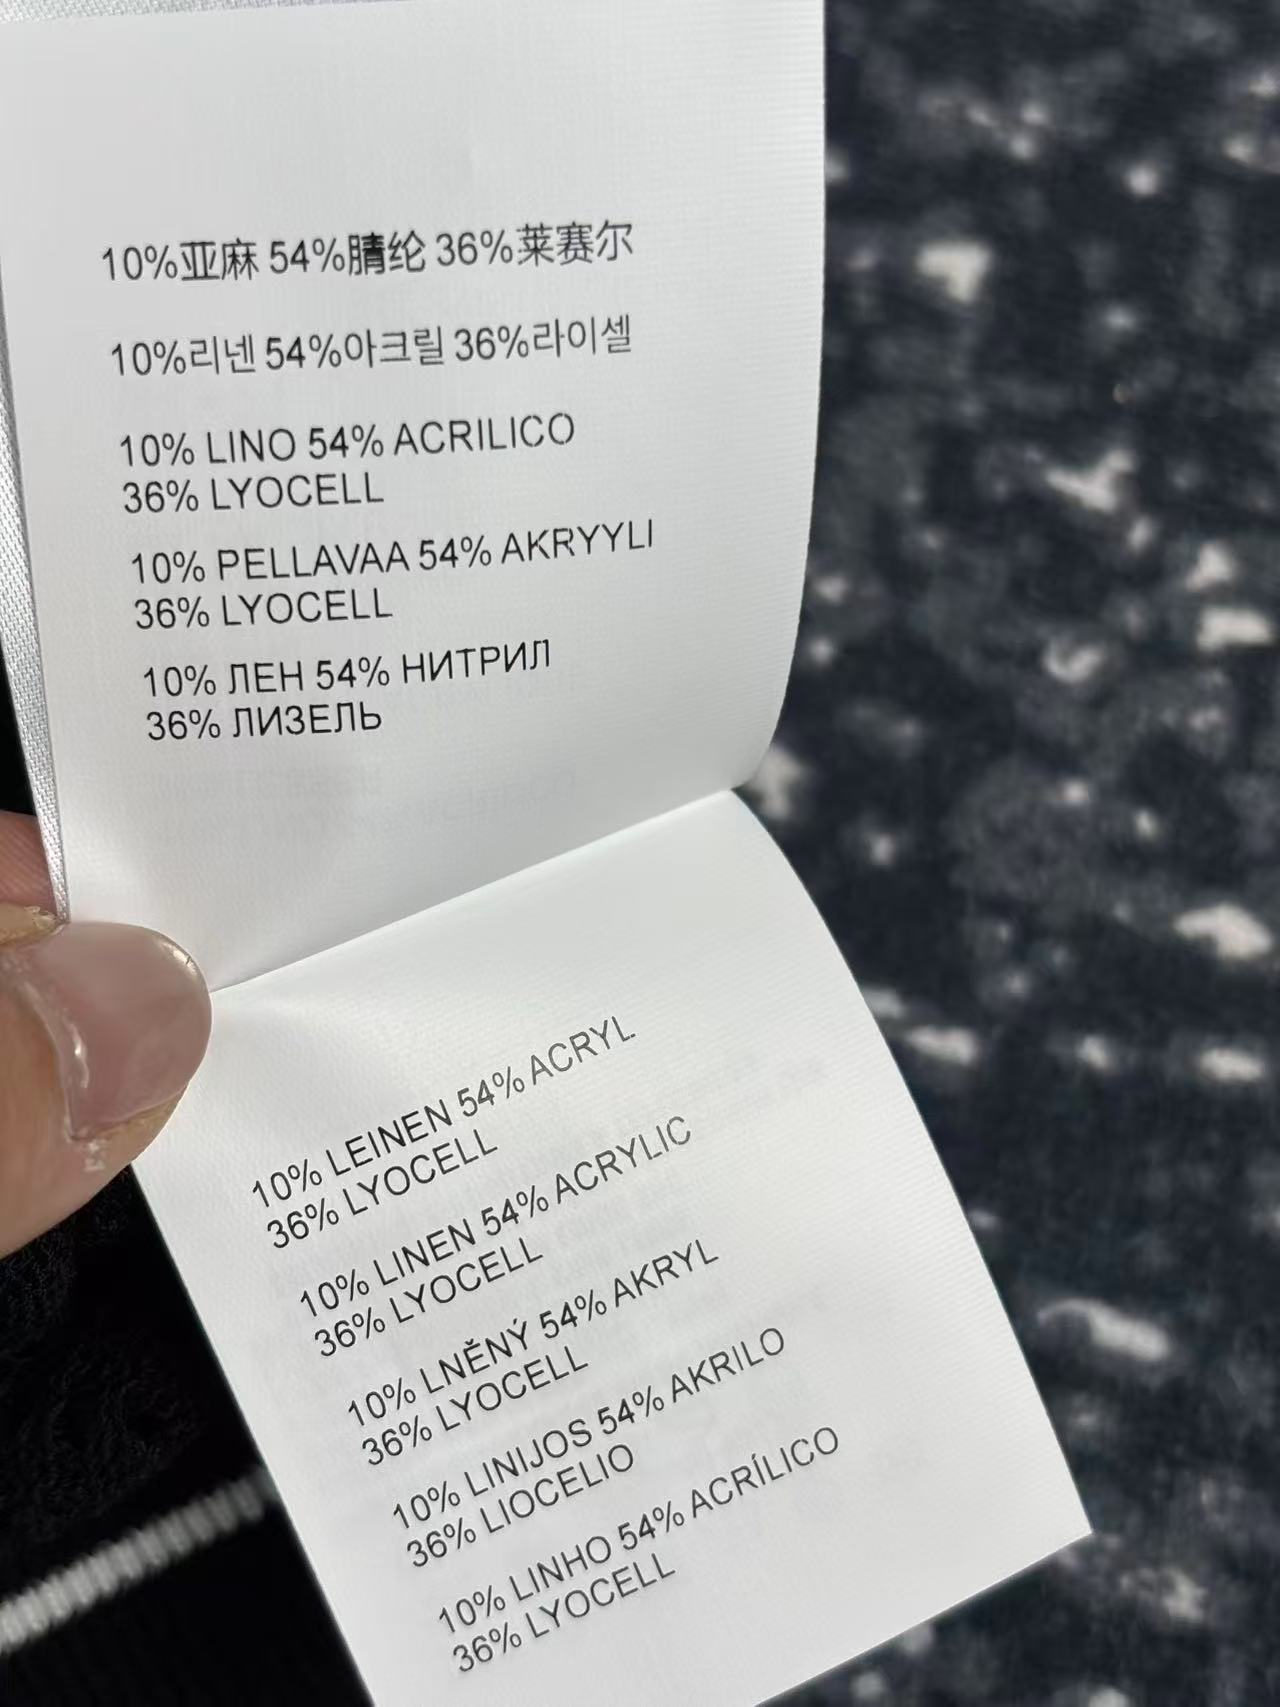 10%亚麻 54%腈纶 36%莱赛尔
10%리넨 54%아크릴 36%라이셀
10% LINO 54% ACRILICO
36% LYOCELL
10% PELLAVAA 54% AKRYYLI
36% LYOCELL
10% ЛЕН 54% НИТРИЛ
36% ЛИЗЕЛЬ
10% LEINEN 54% ACRYL
36% LYOCELL
10% LINEN 54% ACRYLIC
36% LYOCELL
10% LNĚNÝ 54% AKRYL
36% LYOCELL
10% LINIJOS 54% AKRILO
36% LIOCELIO
10% LINHO 54% ACRÍLICO
36% LYOCELL